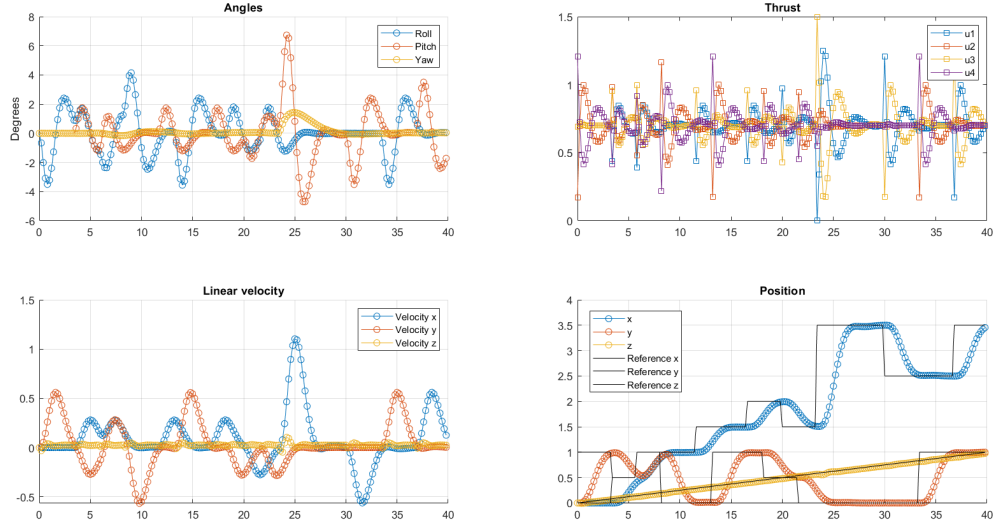 Angles
Degrees
8
6
4
2
0
-2
-4
-6
0 5 10 15 20 25 30 35 40
Roll
Pitch
Yaw
Thrust
1.5
1
0.5
0
0 5 10 15 20 25 30 35 40
u1
u2
u3
u4
Linear velocity
1.5
1
0.5
0
-0.5
0 5 10 15 20 25 30 35 40
Velocity x
Velocity y
Velocity z
Position
4
3.5
3
2.5
2
1.5
1
0.5
0
0 5 10 15 20 25 30 35 40
x
y
z
Reference x
Reference y
Reference z